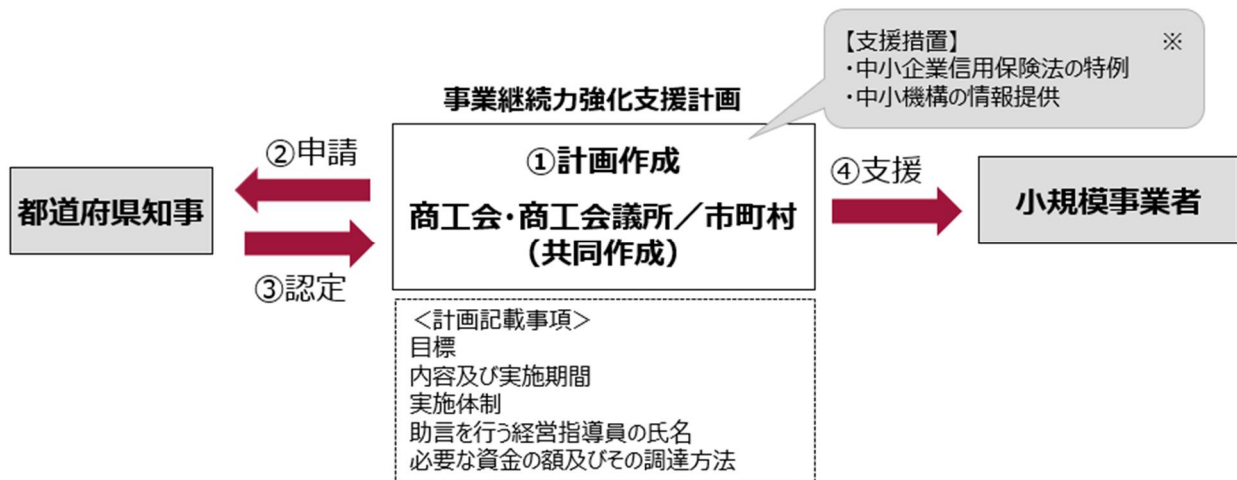 【支援措置】 ※
・中小企業信用保険法の特例
・中小機構の情報提供
事業継続力強化支援計画
②申請
①計画作成
④支援
都道府県知事
商工会・商工会議所／市町村
（共同作成）
小規模事業者
③認定
＜計画記載事項＞
目標
内容及び実施期間
実施体制
助言を行う経営指導員の氏名
必要な資金の額及びその調達方法